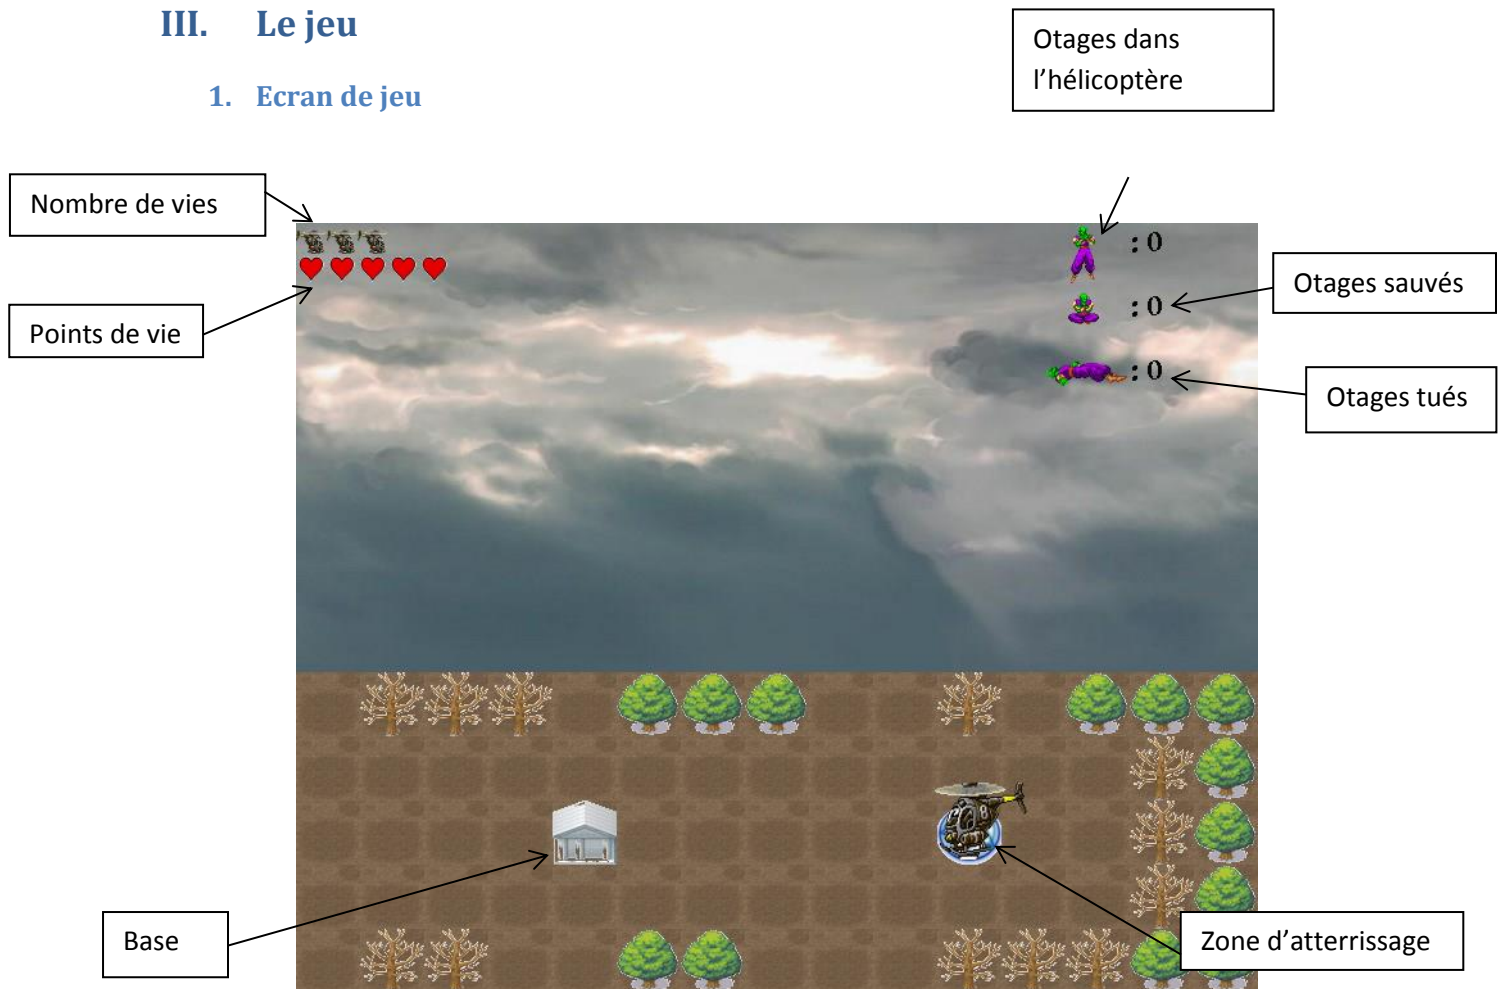 III. Le jeu
Otages dans
l’hélicoptère
1. Ecran de jeu
Nombre de vies
:0
Otages sauvés
:0
Points de vie
:0
Otages tués
Base
Zone d’atterrissage